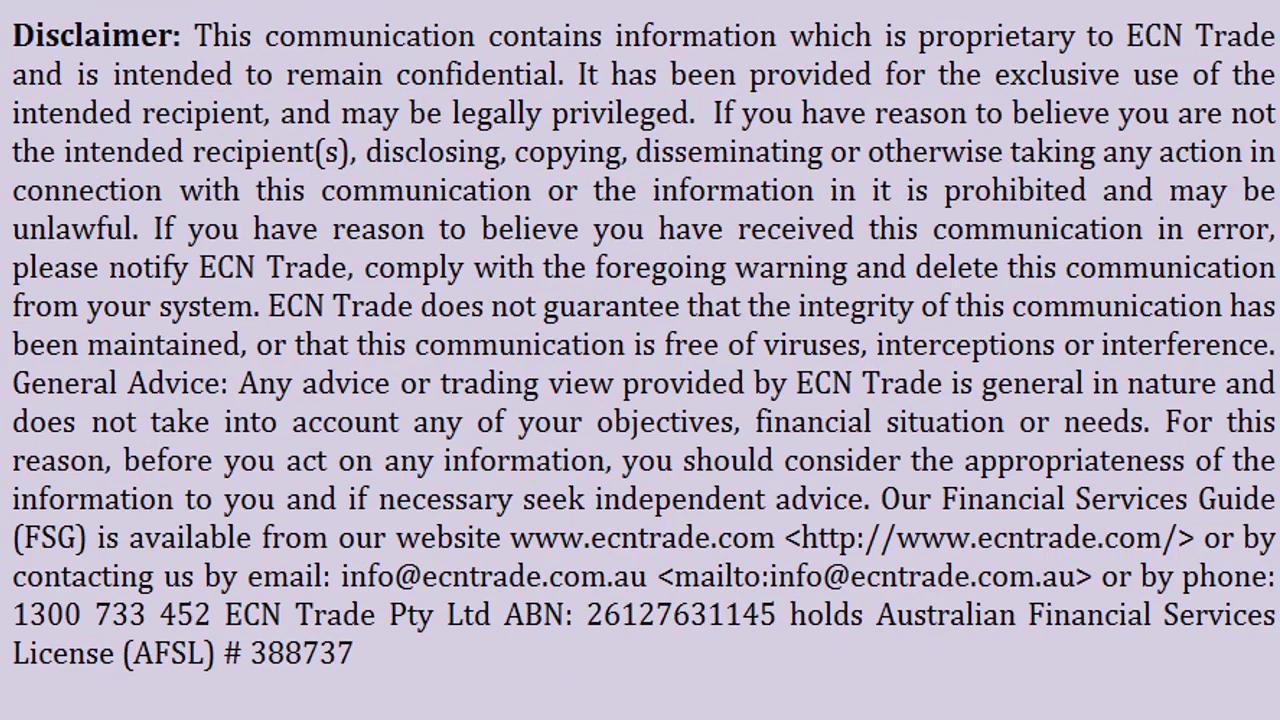 Disclaimer: This communication contains information which is proprietary to ECN Trade
and is intended to remain confidential. It has been provided for the exclusive use of the
intended recipient, and may be legally privileged. If you have reason to believe you are not
the intended recipient(s), disclosing, copying, disseminating or otherwise taking any action in
connection with this communication or the information in it is prohibited and may be
unlawful. If you have reason to believe you have received this communication in error,
please notify ECN Trade, comply with the foregoing warning and delete this communication
from your system. ECN Trade does not guarantee that the integrity of this communication has
been maintained, or that this communication is free of viruses, interceptions or interference.
General Advice: Any advice or trading view provided by ECN Trade is general in nature and
does not take into account any of your objectives, financial situation or needs. For this
reason, before you act on any information, you should consider the appropriateness of the
information to you and if necessary seek independent advice. Our Financial Services Guide
(FSG) is available from our website www.ecntrade.com <http://www.ecntrade.com/> or by
contacting us by email: info@ecntrade.com.au <mailto:info@ecntrade.com.au> or by phone:
1300 733 452 ECN Trade Pty Ltd ABN: 26127631145 holds Australian Financial Services
License (AFSL) # 388737